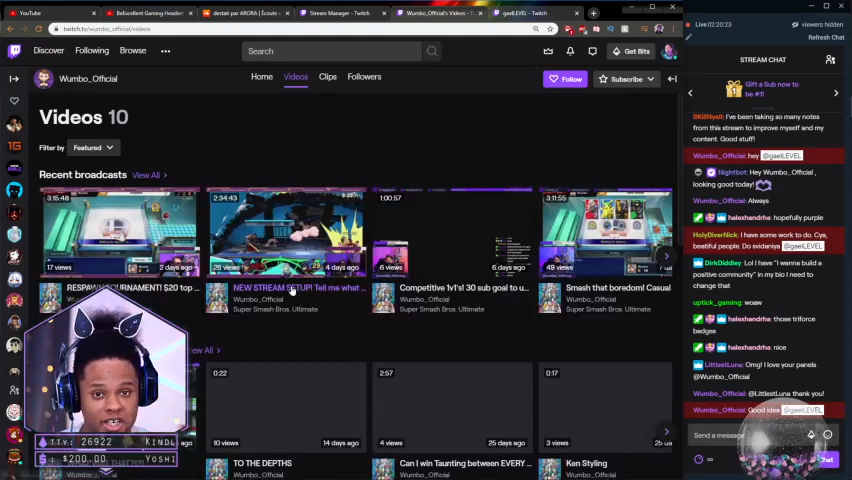 YouTube
BeExcellent Gaming Headse
destati par ARORA | Écoute
Stream Manager - Twitch
Wumbo_Official's Videos - T
gaelLEVEL - Twitch
twitch.tv/wumbo_official/videos
Live 02:20:23
viewers hidden
Refresh Chat
Discover
Following
Browse
Search
Get Bits
STREAM CHAT
Wumbo_Official
Home
Videos
Clips
Followers
Follow
Subscribe
Gift a Sub now to
be #1!
Videos 10
Filter by
Featured
Recent broadcasts
View All
3:15:48
17 views
2 days ago
2:34:43
4 days ago
1:00:57
6 views
6 days ago
3:11:55
49 views
RESPAWN TOURNAMENT! $20 top ...
NEW STREAM SETUP! Tell me what ...
Wumbo_Official
Super Smash Bros. Ultimate
Competitive 1v1's! 30 sub goal to u...
Wumbo_Official
Super Smash Bros. Ultimate
Smash that boredom! Casual
Wumbo_Official
Super Smash Bros. Ultimate
View All
0:22
10 views
14 days ago
2:57
4 views
25 days ago
0:17
3 views
TO THE DEPTHS
Wumbo_Official
Can I win Taunting between EVERY ...
Wumbo_Official
Ken Styling
Wumbo_Official
TTY: 26922
KINDL
$ : $200.00
YOSHI
I've been taking so many notes
from this stream to improve myself and my
content. Good stuff!
Wumbo_Official: hey @gaelLEVEL
Nightbot: Hey Wumbo_Official ,
looking good today!
Wumbo_Official: Always
halexhandrha: hopefully purple
HolyDiverNick: I have some work to do. Cya,
beatiful people. Do svidaniya @gaelLEVEL
DirkDiddley: Lol I have "I wanna build a
positive community" in my bio I need to
change that
uptick_gaming: woaw
halexhandrha: those triforce
badges
halexhandrha: nice
LittlestLuna: Omg! I love your panels
@Wumbo_Official
Wumbo_Official: @LittlestLuna thank you!
Wumbo_Official: Good idea @gaelLEVEL
Send a message
Chat